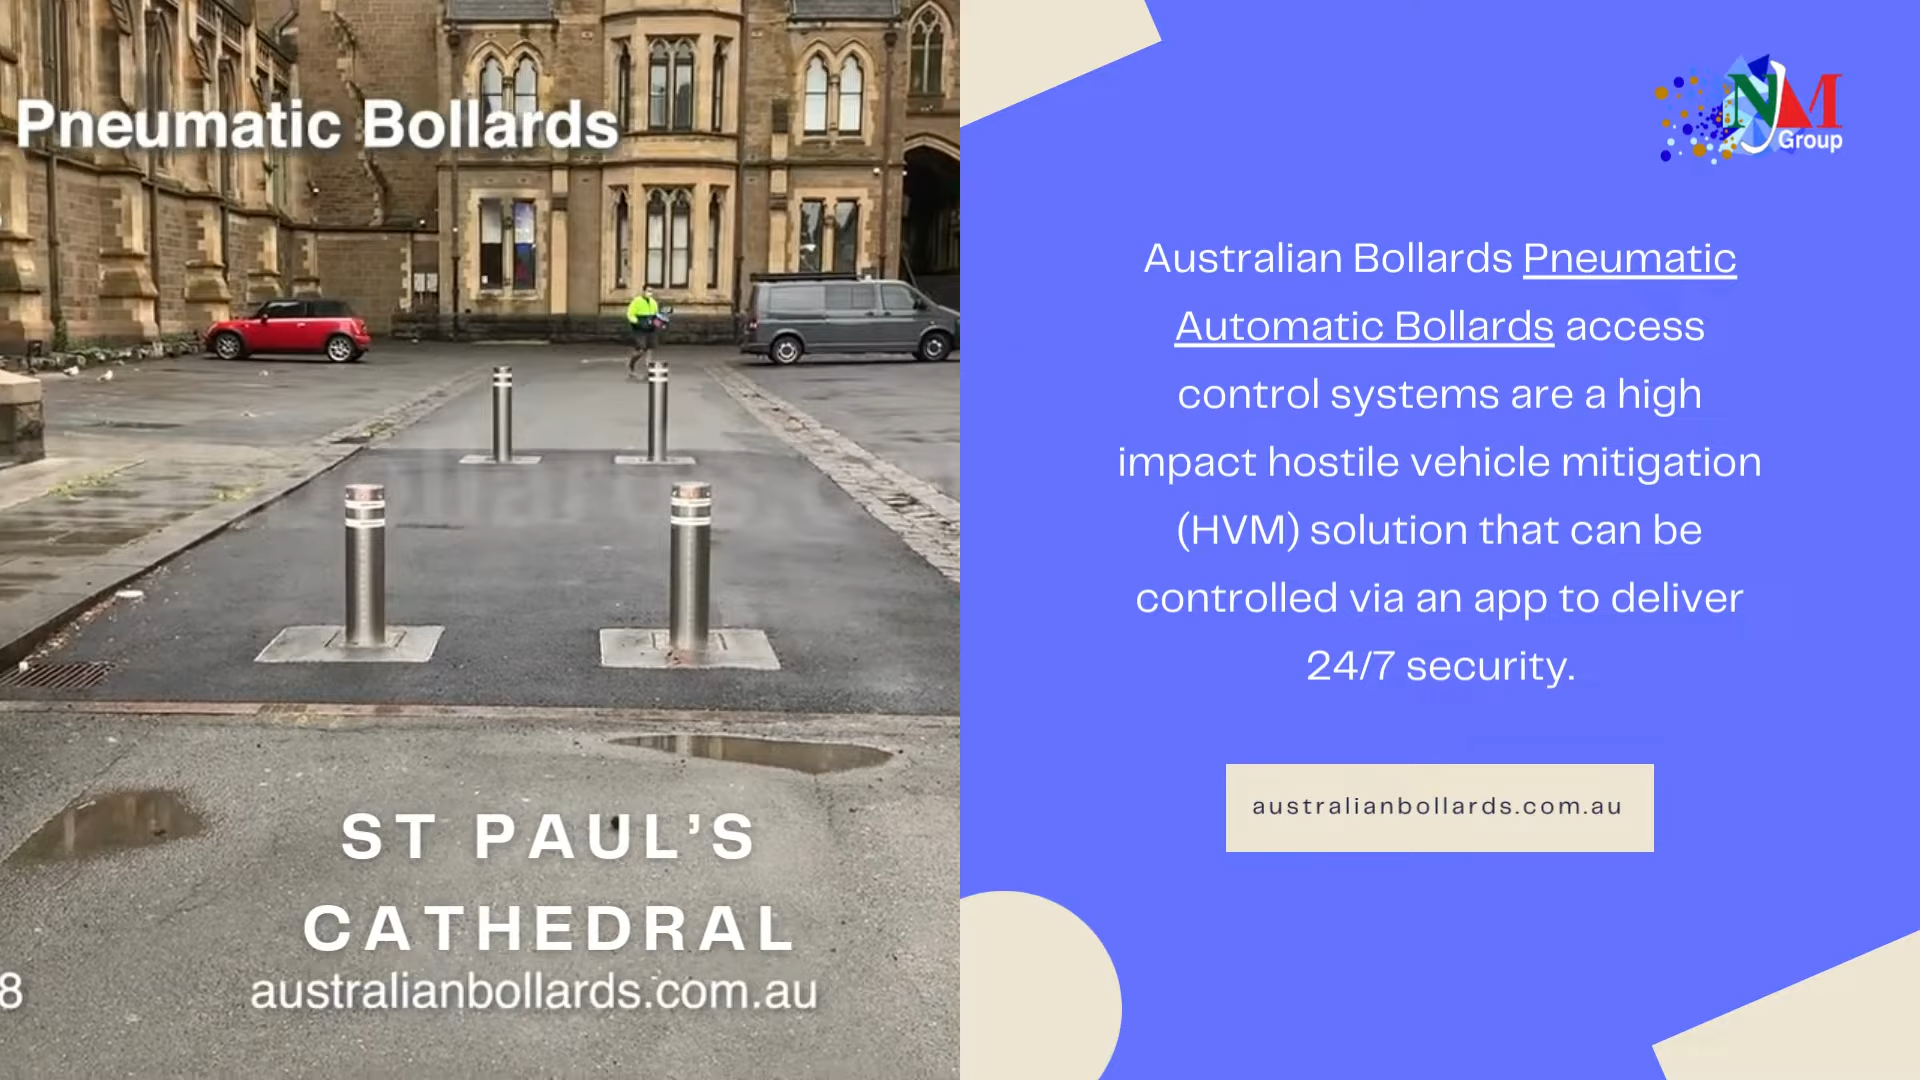 Pneumatic Bollards
ST PAUL'S
CATHEDRAL
australianbollards.com.au
8
NJM
Group
Australian Bollards Pneumatic
Automatic Bollards access
control systems are a high
impact hostile vehicle mitigation
(HVM) solution that can be
controlled via an app to deliver
24/7 security.
australianbollards.com.au